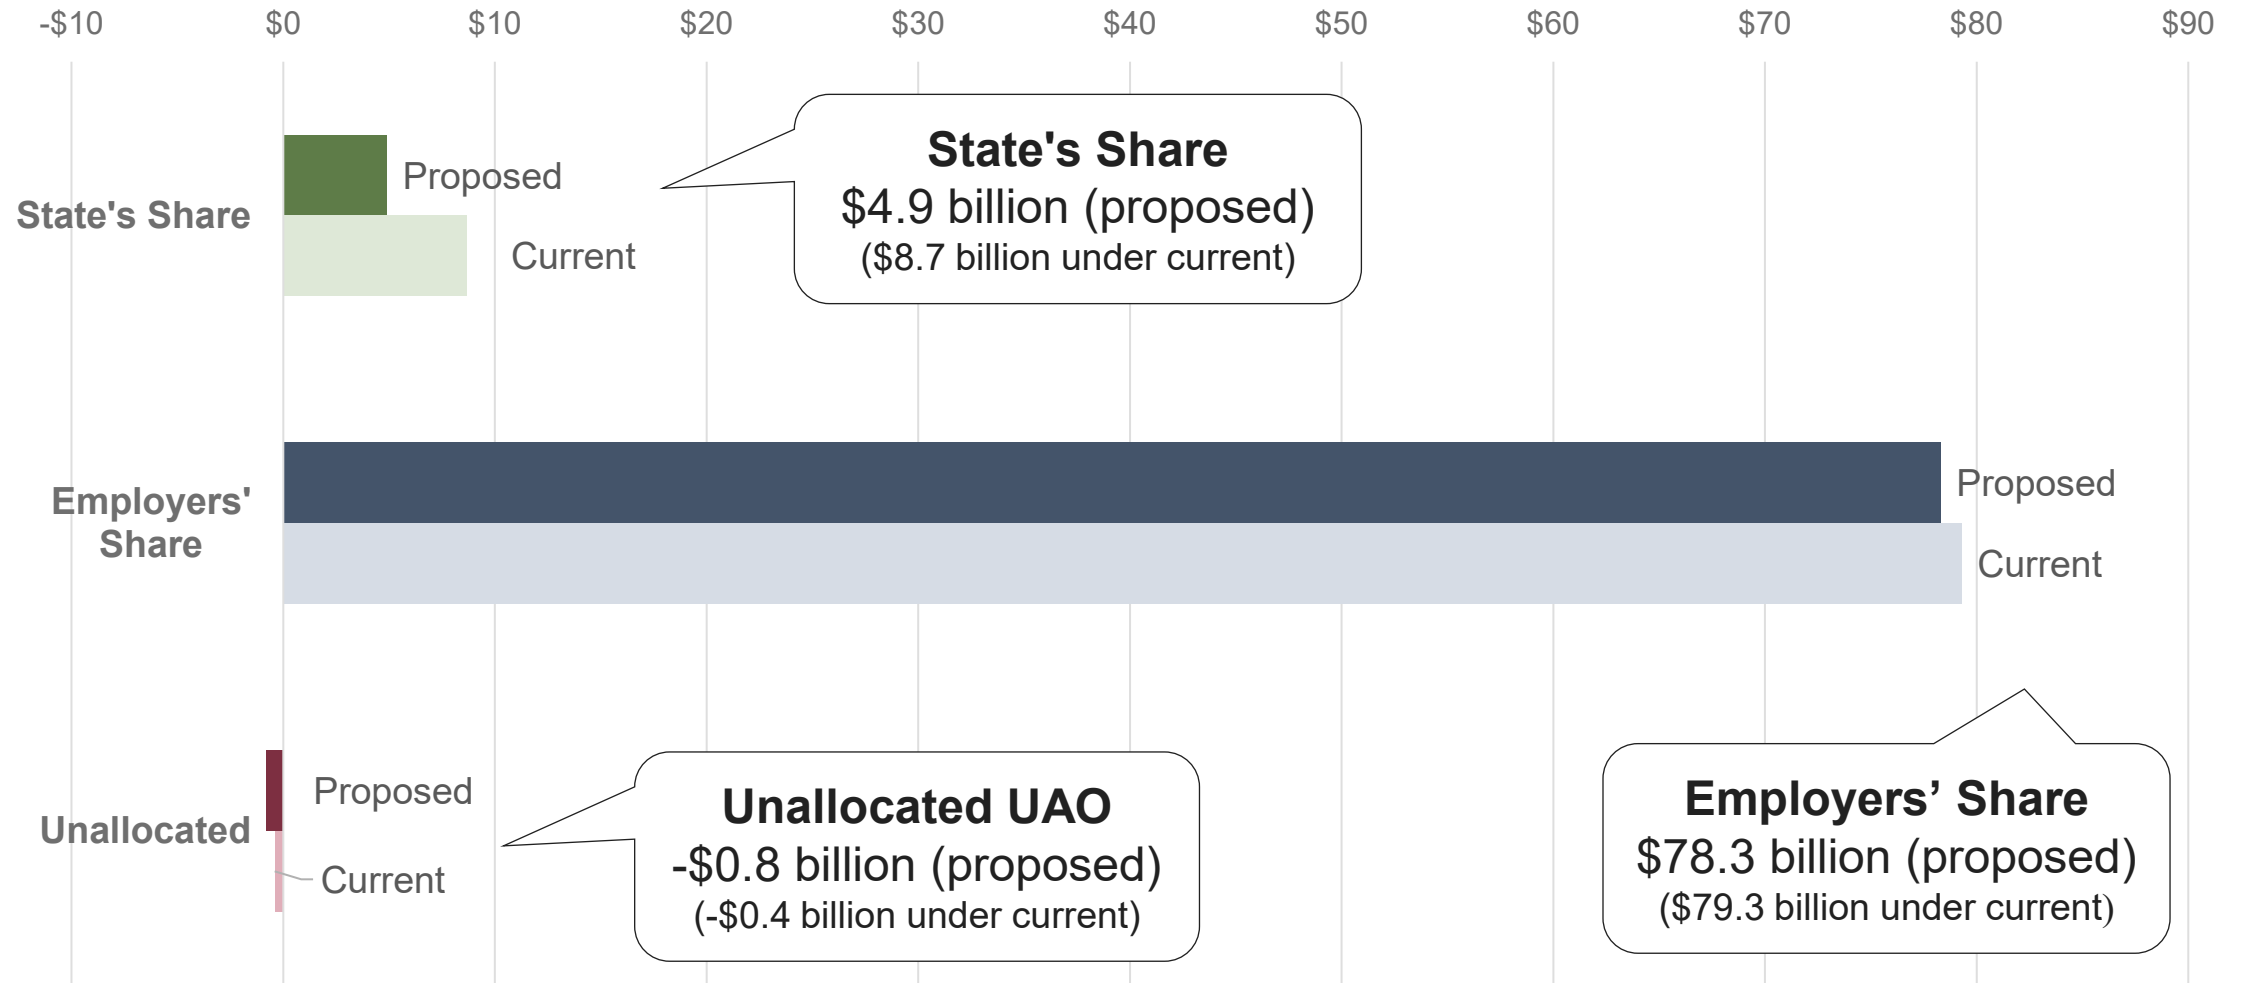 -$10 $0 $10 $20 $30 $40 $50 $60 $70 $80 $90
State's Share
Proposed
Current
State's Share
$4.9 billion (proposed)
($8.7 billion under current)
Employers'
Share
Proposed
Current
Unallocated
Proposed
Current
Unallocated UAO
-$0.8 billion (proposed)
(-$0.4 billion under current)
Employers’ Share
$78.3 billion (proposed)
($79.3 billion under current)